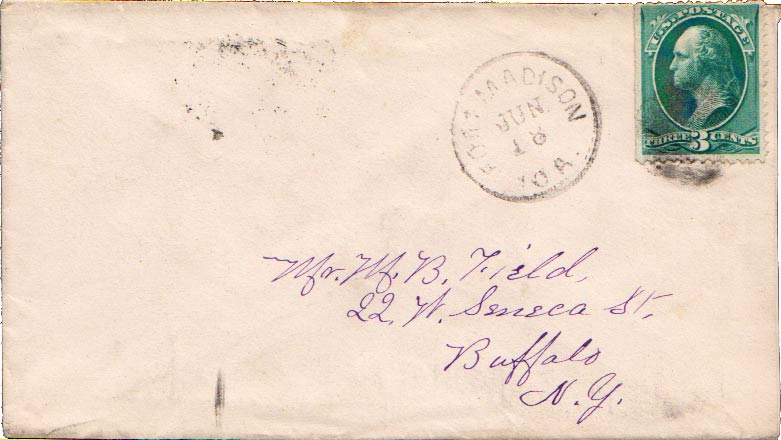 U.S. POSTAGE
THREE 3 CENTS
FORT MADISON
JUN
18
IOA.
Mr. M. B. Field,
22. W. Seneca St.
Buffalo
N.Y.